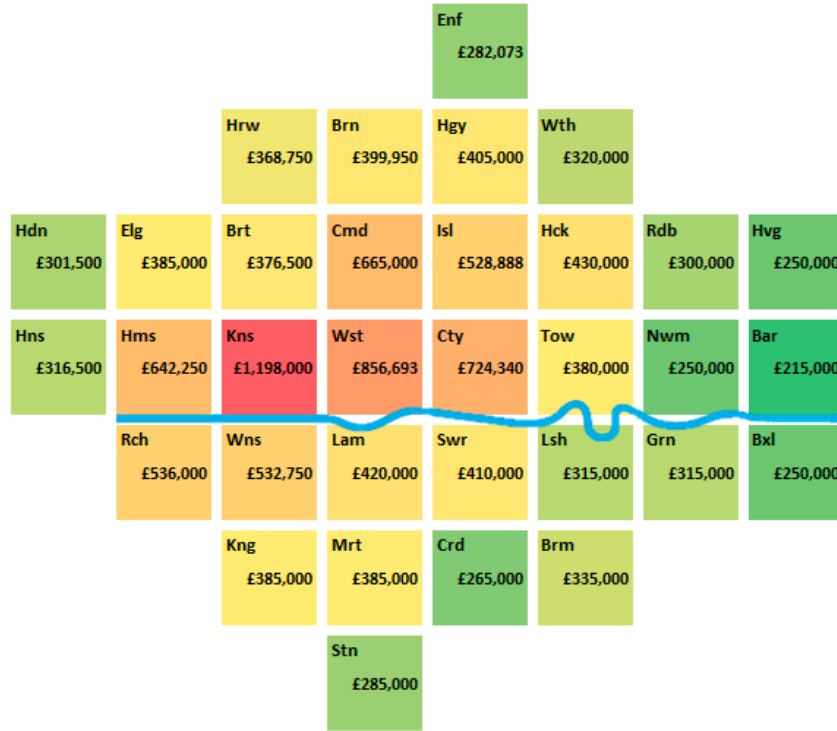 Enf
£282,073
Hrw
£368,750
Brn
£399,950
Hgy
£405,000
Wth
£320,000
Hdn
£301,500
Elg
£385,000
Brt
£376,500
Cmd
£665,000
Isl
£528,888
Hck
£430,000
Rdb
£300,000
Hvg
£250,000
Hns
£316,500
Hms
£642,250
Kns
£1,198,000
Wst
£856,693
Cty
£724,340
Tow
£380,000
Nwm
£250,000
Bar
£215,000
Rch
£536,000
Wns
£532,750
Lam
£420,000
Swr
£410,000
Lsh
£315,000
Grn
£315,000
Bxl
£250,000
Kng
£385,000
Mrt
£385,000
Crd
£265,000
Brm
£335,000
Stn
£285,000